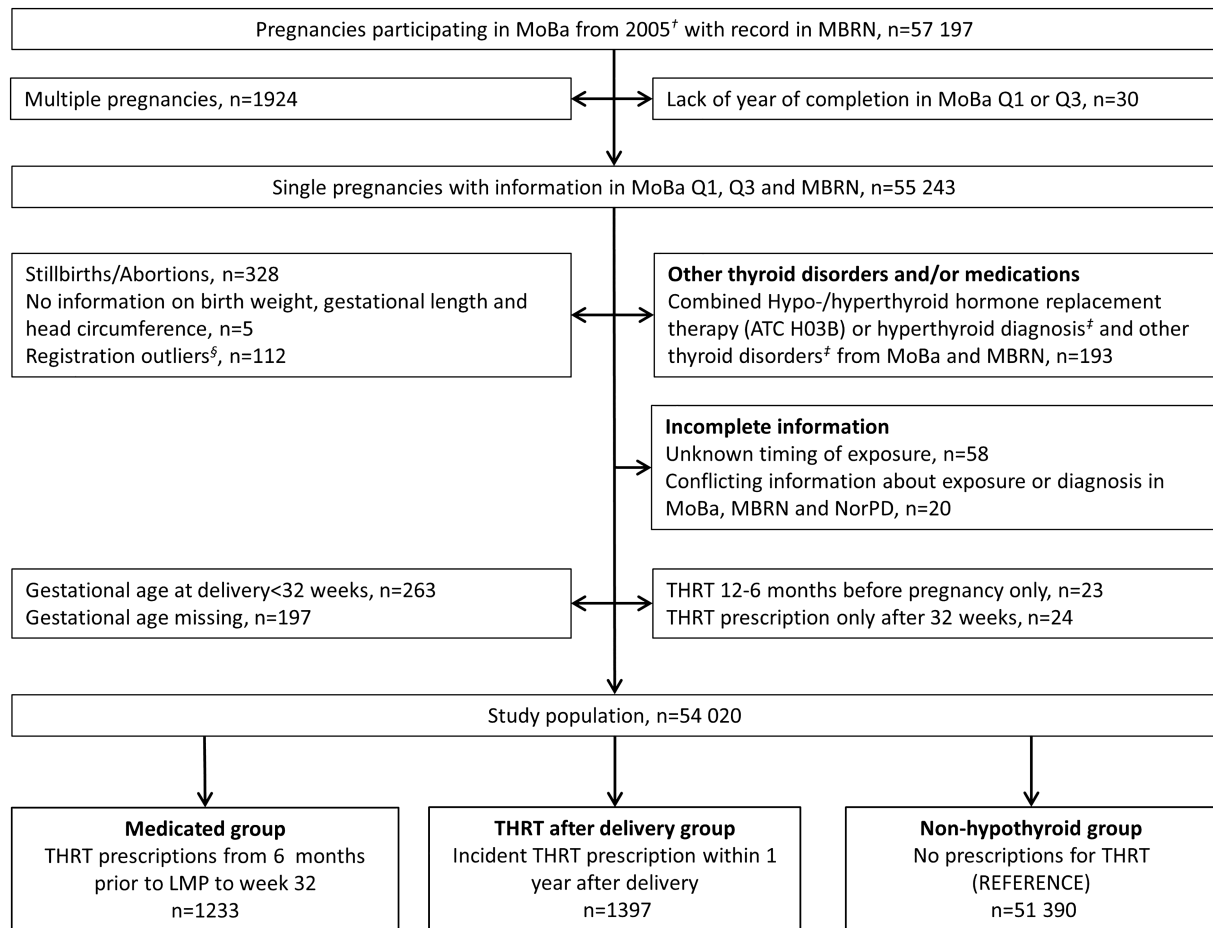 Pregnancies participating in MoBa from 2005† with record in MBRN, n=57 197
Multiple pregnancies, n=1924
Lack of year of completion in MoBa Q1 or Q3, n=30
Single pregnancies with information in MoBa Q1, Q3 and MBRN, n=55 243
Stillbirths/Abortions, n=328
No information on birth weight, gestational length and
head circumference, n=5
Registration outliers§, n=112
Other thyroid disorders and/or medications
Combined Hypo-/hyperthyroid hormone replacement
therapy (ATC H03B) or hyperthyroid diagnosis‡ and other
thyroid disorders‡ from MoBa and MBRN, n=193
Incomplete information
Unknown timing of exposure, n=58
Conflicting information about exposure or diagnosis in
MoBa, MBRN and NorPD, n=20
Gestational age at delivery<32 weeks, n=263
Gestational age missing, n=197
THRT 12-6 months before pregnancy only, n=23
THRT prescription only after 32 weeks, n=24
Study population, n=54 020
Medicated group
THRT prescriptions from 6 months
prior to LMP to week 32
n=1233
THRT after delivery group
Incident THRT prescription within 1
year after delivery
n=1397
Non-hypothyroid group
No prescriptions for THRT
(REFERENCE)
n=51 390